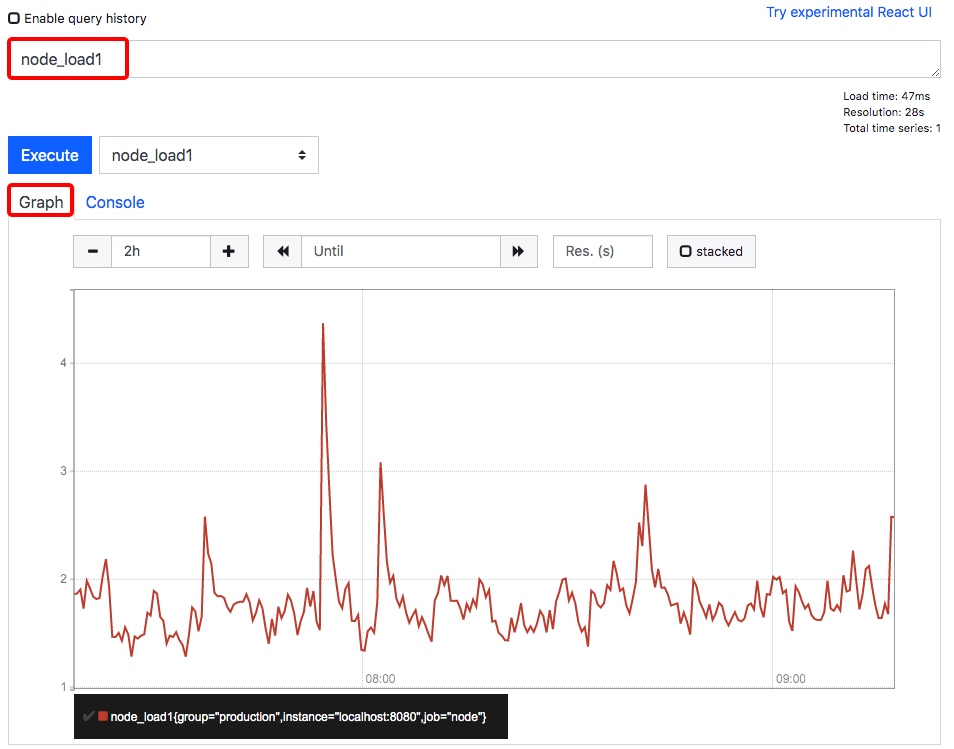 Enable query history
Try experimental React UI
node_load1
Load time: 47ms
Resolution: 28s
Total time series: 1
Execute
node_load1
Graph
Console
2h
Until
Res. (s)
stacked
4
3
2
1
08:00
09:00
node_load1{group="production",instance="localhost:8080",job="node"}